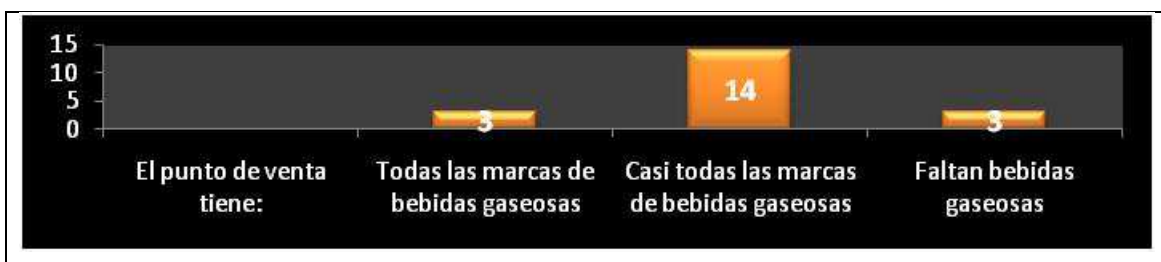 15
10
5
0
3
14
3
El punto de venta
tiene:
Todas las marcas de
bebidas gaseosas
Casi todas las marcas
de bebidas gaseosas
Faltan bebidas
gaseosas